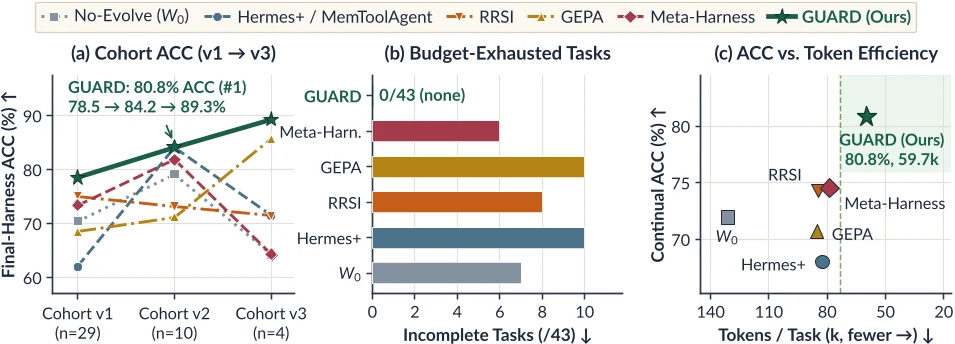 No-Evolve (W₀) Hermes+ / MemToolAgent RRSI GEPA Meta-Harness GUARD (Ours)
(a) Cohort ACC (v1 → v3)
GUARD: 80.8% ACC (#1)
78.5 → 84.2 → 89.3%
Final-Harness ACC (%) ↑
90
80
70
60
Cohort v1
(n=29)
Cohort v2
(n=10)
Cohort v3
(n=4)
(b) Budget-Exhausted Tasks
GUARD 0/43 (none)
Meta-Harn.
GEPA
RRSI
Hermes+
W₀
0 2 4 6 8 10
Incomplete Tasks (/43) ↓
(c) ACC vs. Token Efficiency
Continual ACC (%) ↑
80
75
70
GUARD (Ours)
80.8%, 59.7k
RRSI
Meta-Harness
W₀
GEPA
Hermes+
140 110 80 50 20
Tokens / Task (k, fewer →) ↓